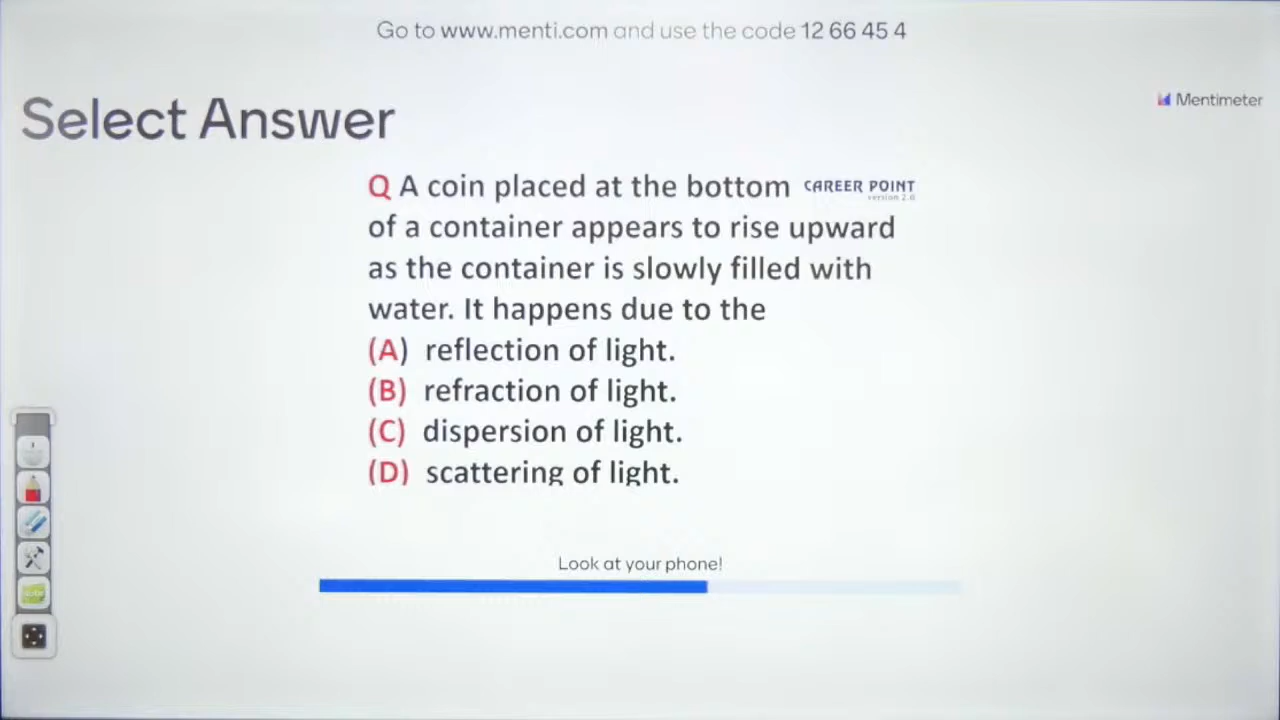 Go to www.menti.com and use the code 12 66 45 4
Mentimeter
Select Answer
Q A coin placed at the bottom
CAREER POINT
version 2.0
of a container appears to rise upward
as the container is slowly filled with
water. It happens due to the
(A) reflection of light.
(B) refraction of light.
(C) dispersion of light.
(D) scattering of light.
Look at your phone!